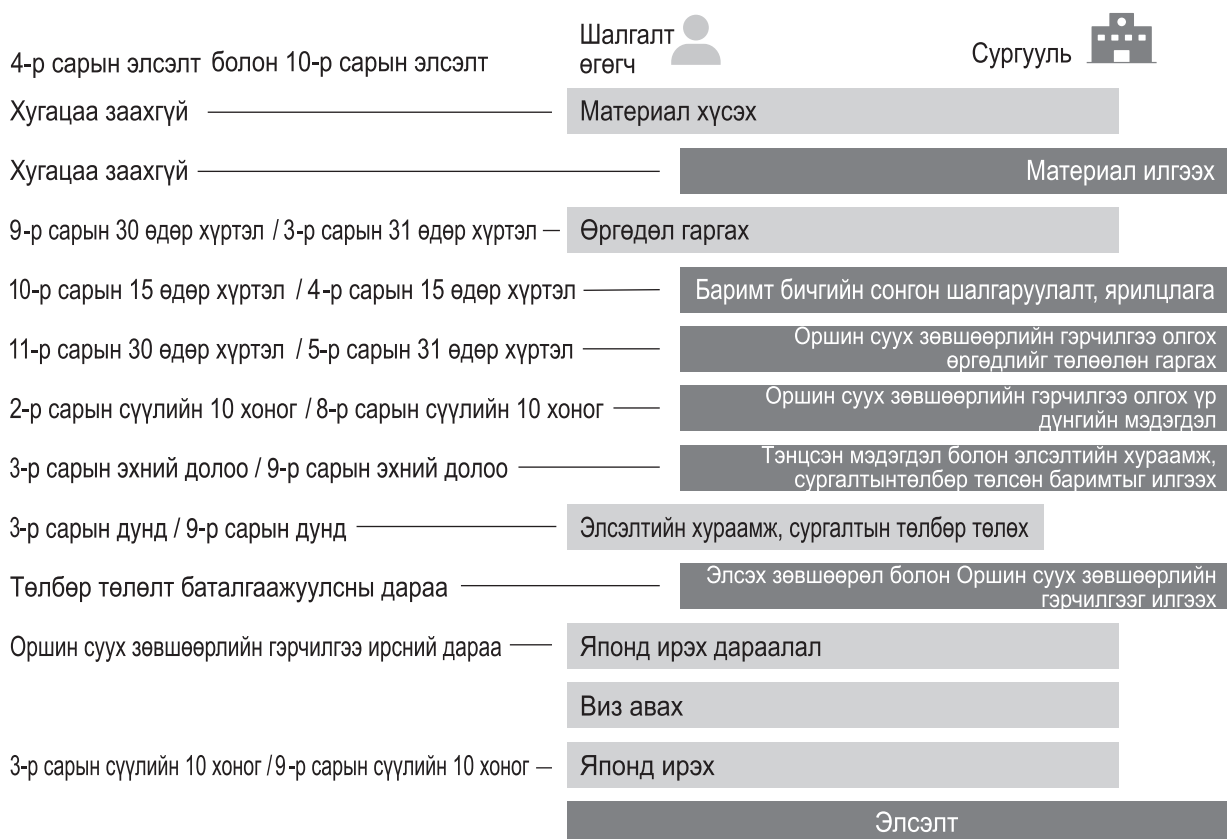 4-р сарын элсэлт болон 10-р сарын элсэлт
Шалгалт
өгөгч
Сургууль
Хугацаа заахгүй
Материал хүсэх
Хугацаа заахгүй
Материал илгээх
9-р сарын 30 өдөр хүртэл / 3-р сарын 31 өдөр хүртэл
Өргөдөл гаргах
10-р сарын 15 өдөр хүртэл / 4-р сарын 15 өдөр хүртэл
Баримт бичгийн сонгон шалгаруулалт, ярилцлага
11-р сарын 30 өдөр хүртэл / 5-р сарын 31 өдөр хүртэл
Оршин суух зөвшөөрлийн гэрчилгээ олгох
өргөдлийг төлөөлөн гаргах
2-р сарын сүүлийн 10 хоног / 8-р сарын сүүлийн 10 хоног
Оршин суух зөвшөөрлийн гэрчилгээ олгох үр
дүнгийн мэдэгдэл
3-р сарын эхний долоо / 9-р сарын эхний долоо
Тэнцсэн мэдэгдэл болон элсэлтийн хураамж,
сургалтынтөлбөр төлсөн баримтыг илгээх
3-р сарын дунд / 9-р сарын дунд
Элсэлтийн хураамж, сургалтын төлбөр төлөх
Төлбөр төлөлт баталгаажуулсны дараа
Элсэх зөвшөөрөл болон Оршин суух зөвшөөрлийн
гэрчилгээг илгээх
Оршин суух зөвшөөрлийн гэрчилгээ ирсний дараа
Японд ирэх дараалал
Виз авах
3-р сарын сүүлийн 10 хоног / 9-р сарын сүүлийн 10 хоног
Японд ирэх
Элсэлт